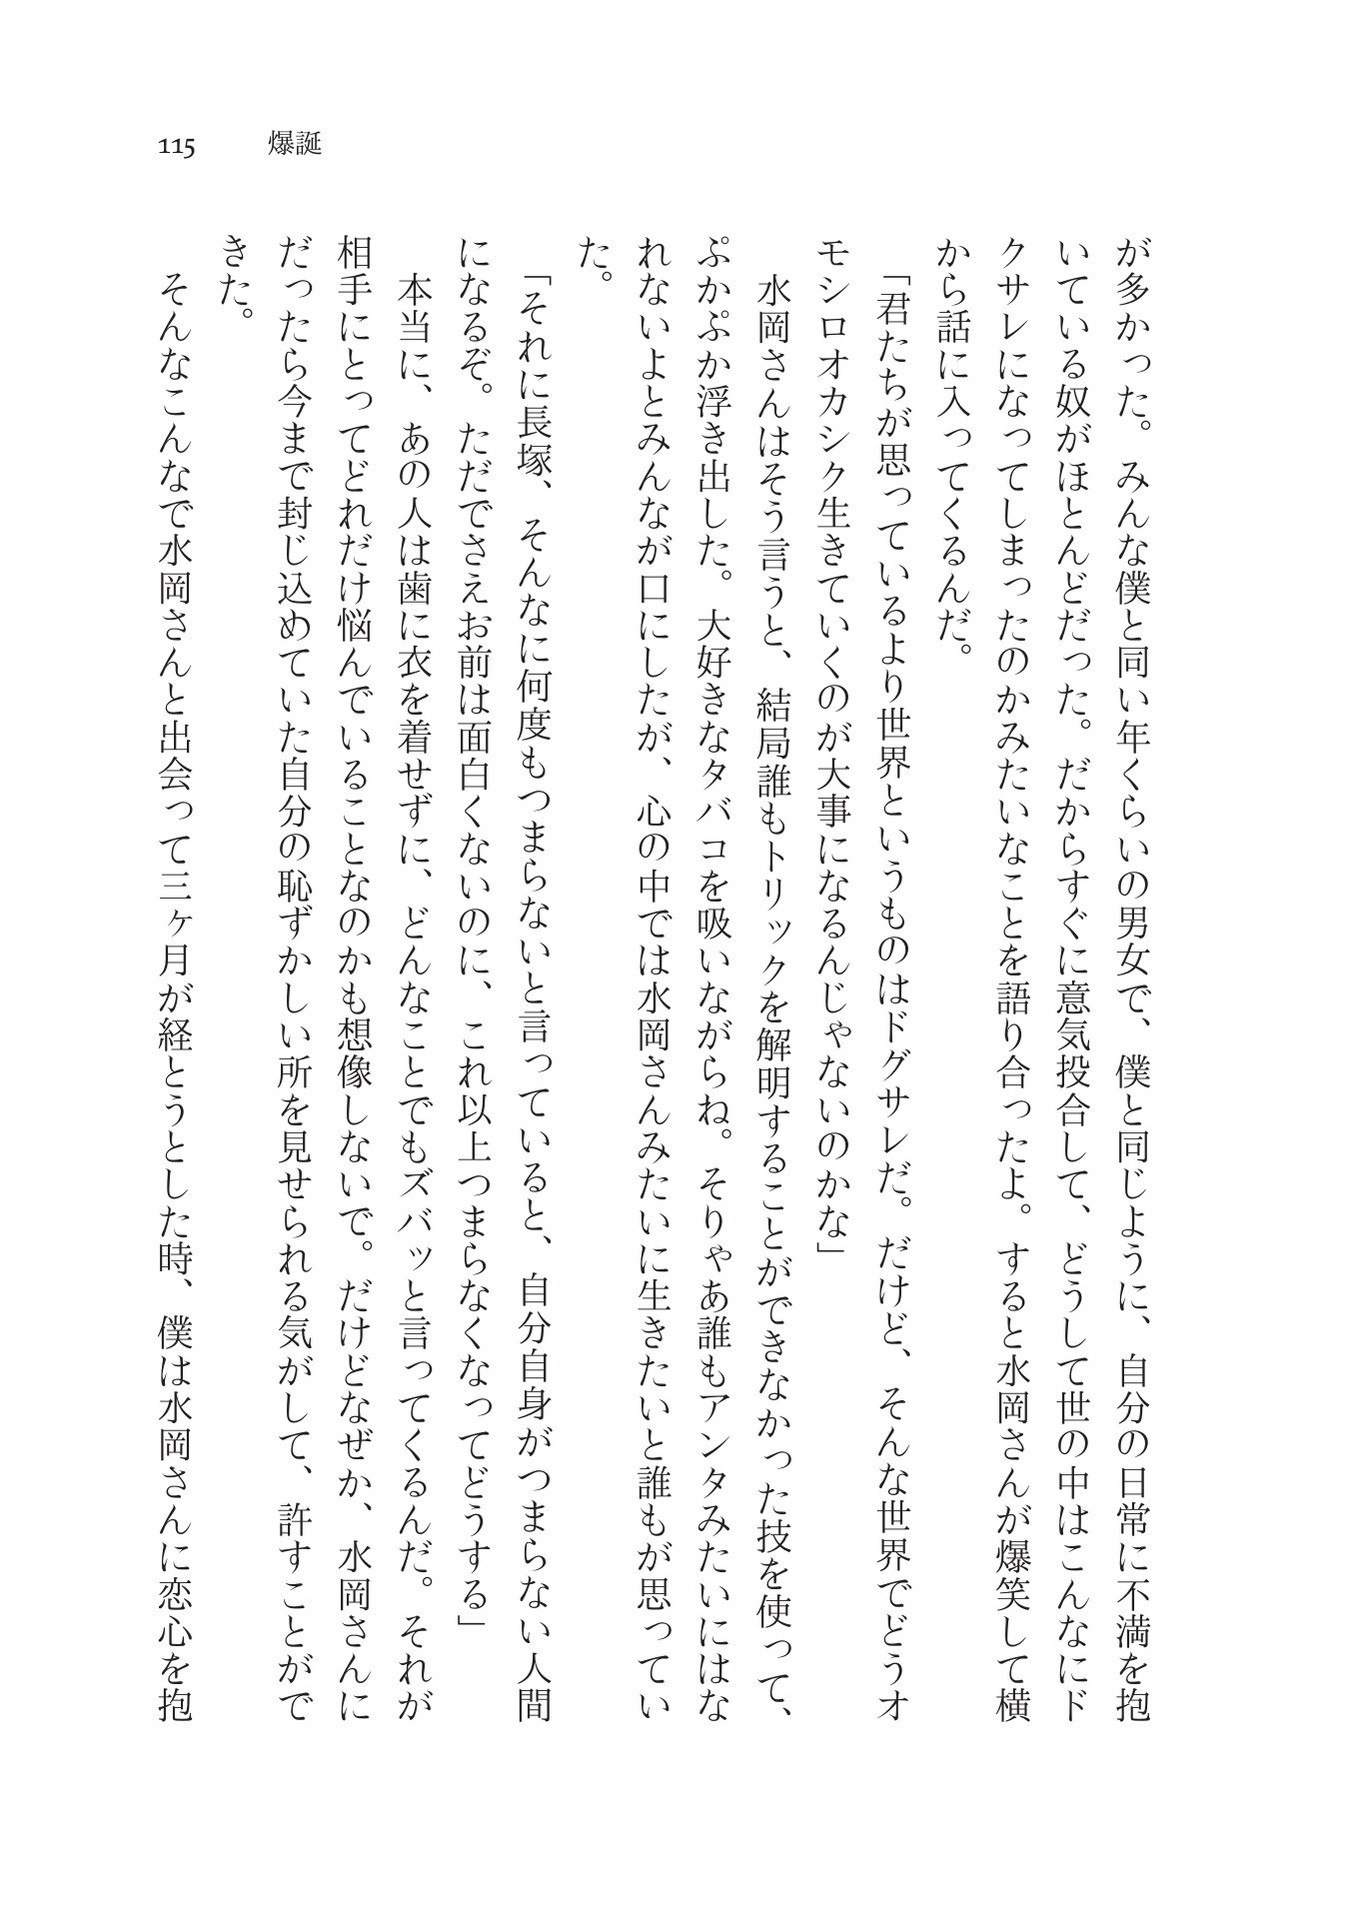 115 爆誕
が多かった。みんな僕と同い年くらいの男女で、僕と同じように、自分の日常に不満を抱
いている奴がほとんどだった。だからすぐに意気投合して、どうして世の中はこんなにド
クサレになってしまったのかみたいなことを語り合ったよ。すると水岡さんが爆笑して横
から話に入ってくるんだ。
「君たちが思っているより世界というものはドグサレだ。だけど、そんな世界でどうオ
モシロオカシク生きていくのが大事になるんじゃないのかな」
水岡さんはそう言うと、結局誰もトリックを解明することができなかった技を使って、
ぷかぷか浮き出した。大好きなタバコを吸いながらね。そりゃあ誰もアンタみたいにはな
れないよとみんなが口にしたが、心の中では水岡さんみたいに生きたいと誰もが思ってい
た。
「それに長塚、そんなに何度もつまらないと言っていると、自分自身がつまらない人間
になるぞ。ただでさえお前は面白くないのに、これ以上つまらなくなってどうする」
本当に、あの人は歯に衣を着せずに、どんなことでもズバッと言ってくるんだ。それが
相手にとってどれだけ悩んでいることなのかも想像しないで。だけどなぜか、水岡さんに
だったら今まで封じ込めていた自分の恥ずかしい所を見せられる気がして、許すことがで
きた。
そんなこんなで水岡さんと出会って三ヶ月が経とうとした時、僕は水岡さんに恋心を抱